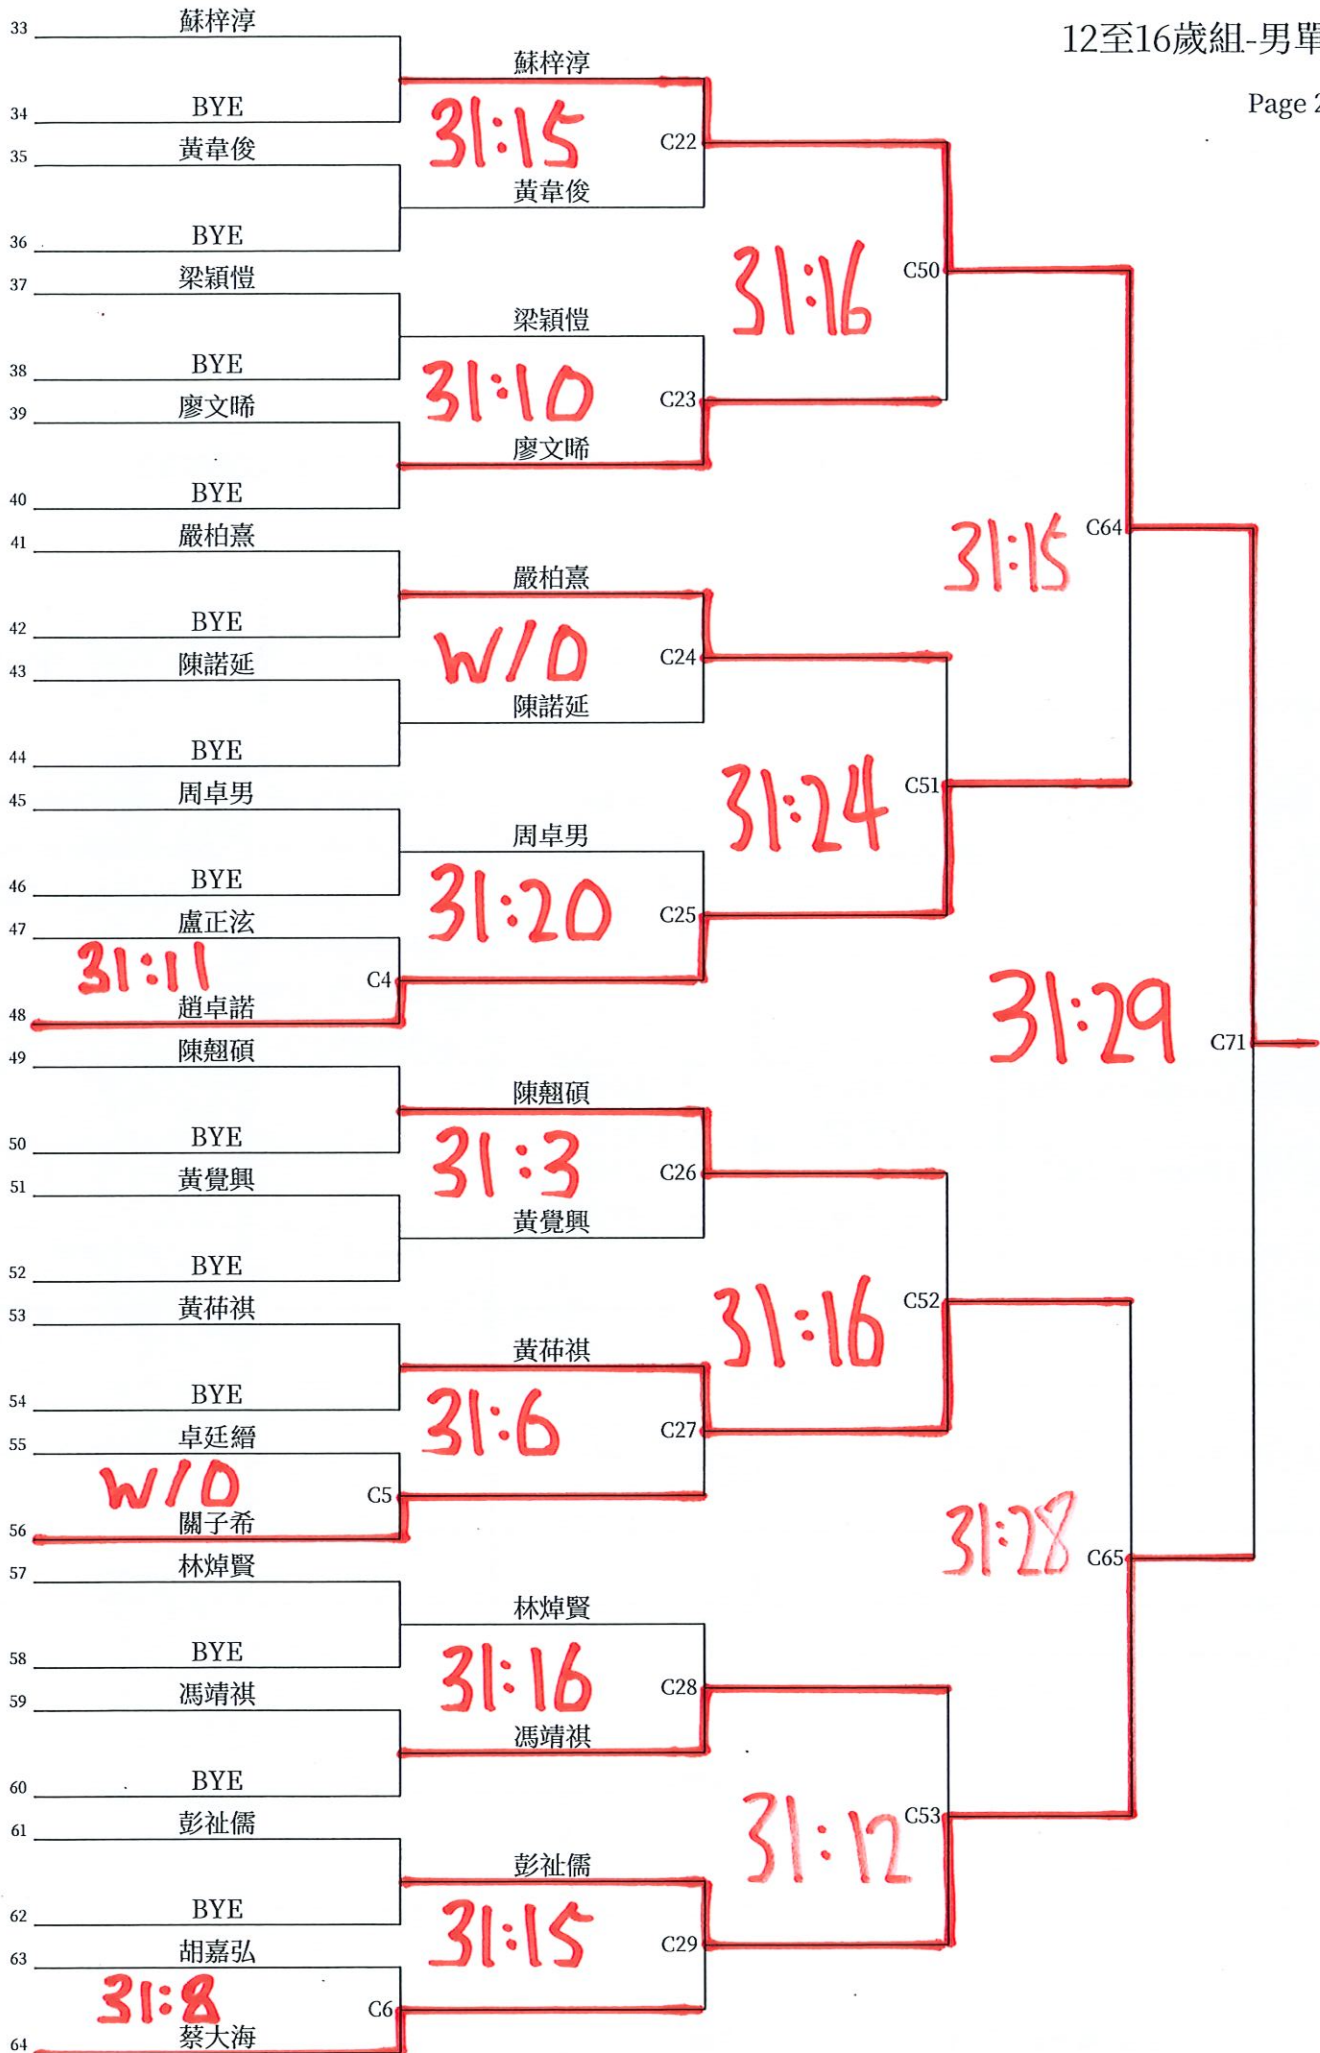 12至16歲組-男單
Page 2
33 蘇梓淳
蘇梓淳
34 BYE
31:15
C22
35 黃韋俊
黃韋俊
36 BYE
31:16
C50
37 梁穎愷
梁穎愷
38 BYE
31:10
C23
39 廖文晞
廖文晞
40 BYE
31:15
C64
41 嚴柏熹
嚴柏熹
42 BYE
W/O
C24
43 陳諾延
陳諾延
44 BYE
31:24
C51
45 周卓男
周卓男
46 BYE
31:20
C25
47 盧正泫
31:11
C4
48 趙卓諾
31:29
C71
49 陳翹碩
陳翹碩
50 BYE
31:3
C26
51 黃覺興
黃覺興
52 BYE
31:16
C52
53 黃茽祺
黃茽祺
54 BYE
31:6
C27
55 卓廷縉
W/O
C5
56 關子希
31:28
C65
57 林焯賢
林焯賢
58 BYE
31:16
C28
59 馮靖祺
馮靖祺
60 BYE
31:12
C53
61 彭祉儒
彭祉儒
62 BYE
31:15
C29
63 胡嘉弘
31:8
C6
64 蔡大海